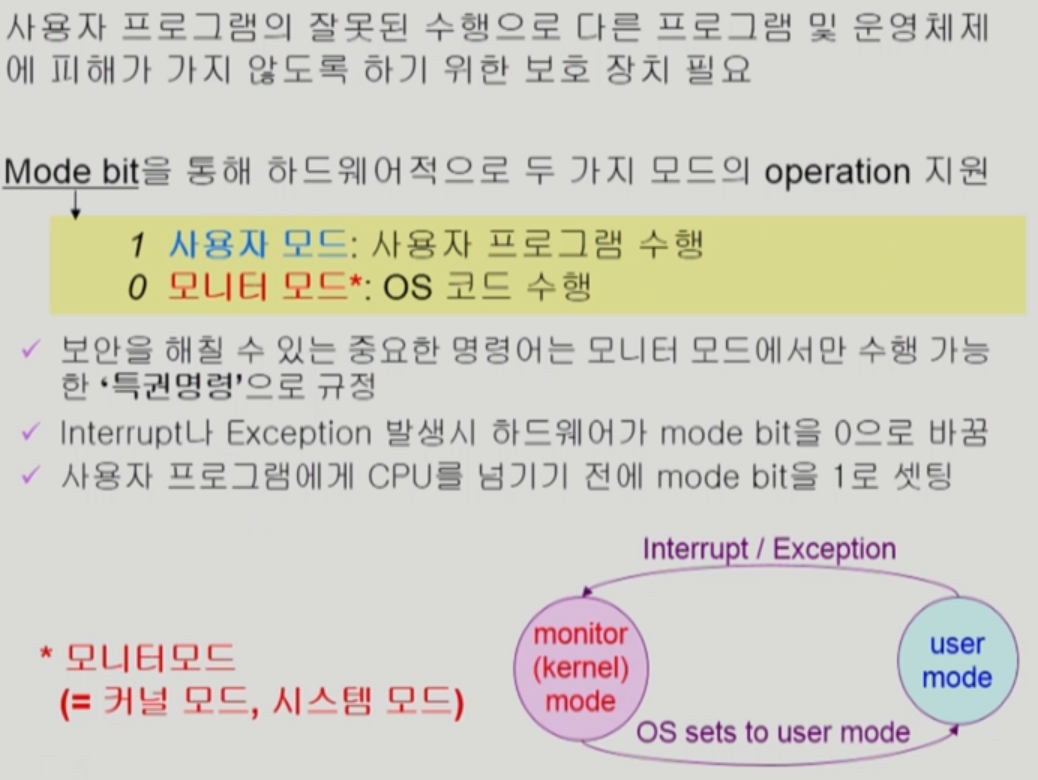 사용자 프로그램의 잘못된 수행으로 다른 프로그램 및 운영체제
에 피해가 가지 않도록 하기 위한 보호 장치 필요
Mode bit을 통해 하드웨어적으로 두 가지 모드의 operation 지원
1 사용자 모드: 사용자 프로그램 수행
0 모니터 모드*: OS 코드 수행
✓ 보안을 해칠 수 있는 중요한 명령어는 모니터 모드에서만 수행 가능
한 ‘특권명령’으로 규정
✓ Interrupt나 Exception 발생시 하드웨어가 mode bit을 0으로 바꿈
✓ 사용자 프로그램에게 CPU를 넘기기 전에 mode bit을 1로 셋팅
Interrupt / Exception
monitor
(kernel)
mode
user
mode
OS sets to user mode
* 모니터모드
(= 커널 모드, 시스템 모드)